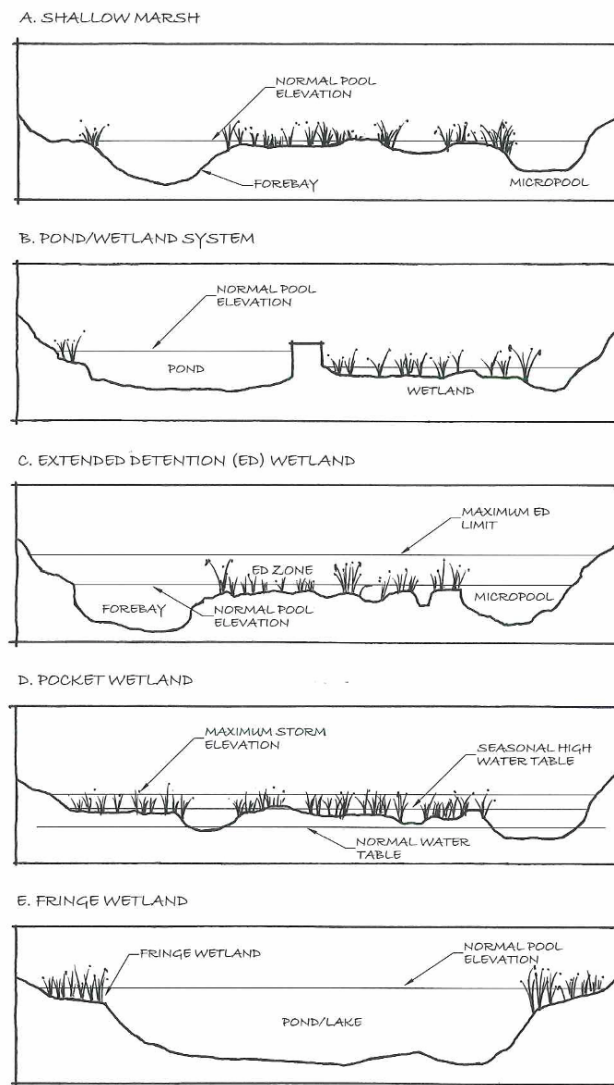 A. SHALLOW MARSH
NORMAL POOL
ELEVATION
FOREBAY
MICROPOOL
B. POND/WETLAND SYSTEM
NORMAL POOL
ELEVATION
POND
WETLAND
C. EXTENDED DETENTION (ED) WETLAND
MAXIMUM ED
LIMIT
ED ZONE
FOREBAY
NORMAL POOL
ELEVATION
MICROPOOL
D. POCKET WETLAND
MAXIMUM STORM
ELEVATION
SEASONAL HIGH
WATER TABLE
NORMAL WATER
TABLE
E. FRINGE WETLAND
FRINGE WETLAND
NORMAL POOL
ELEVATION
POND/LAKE